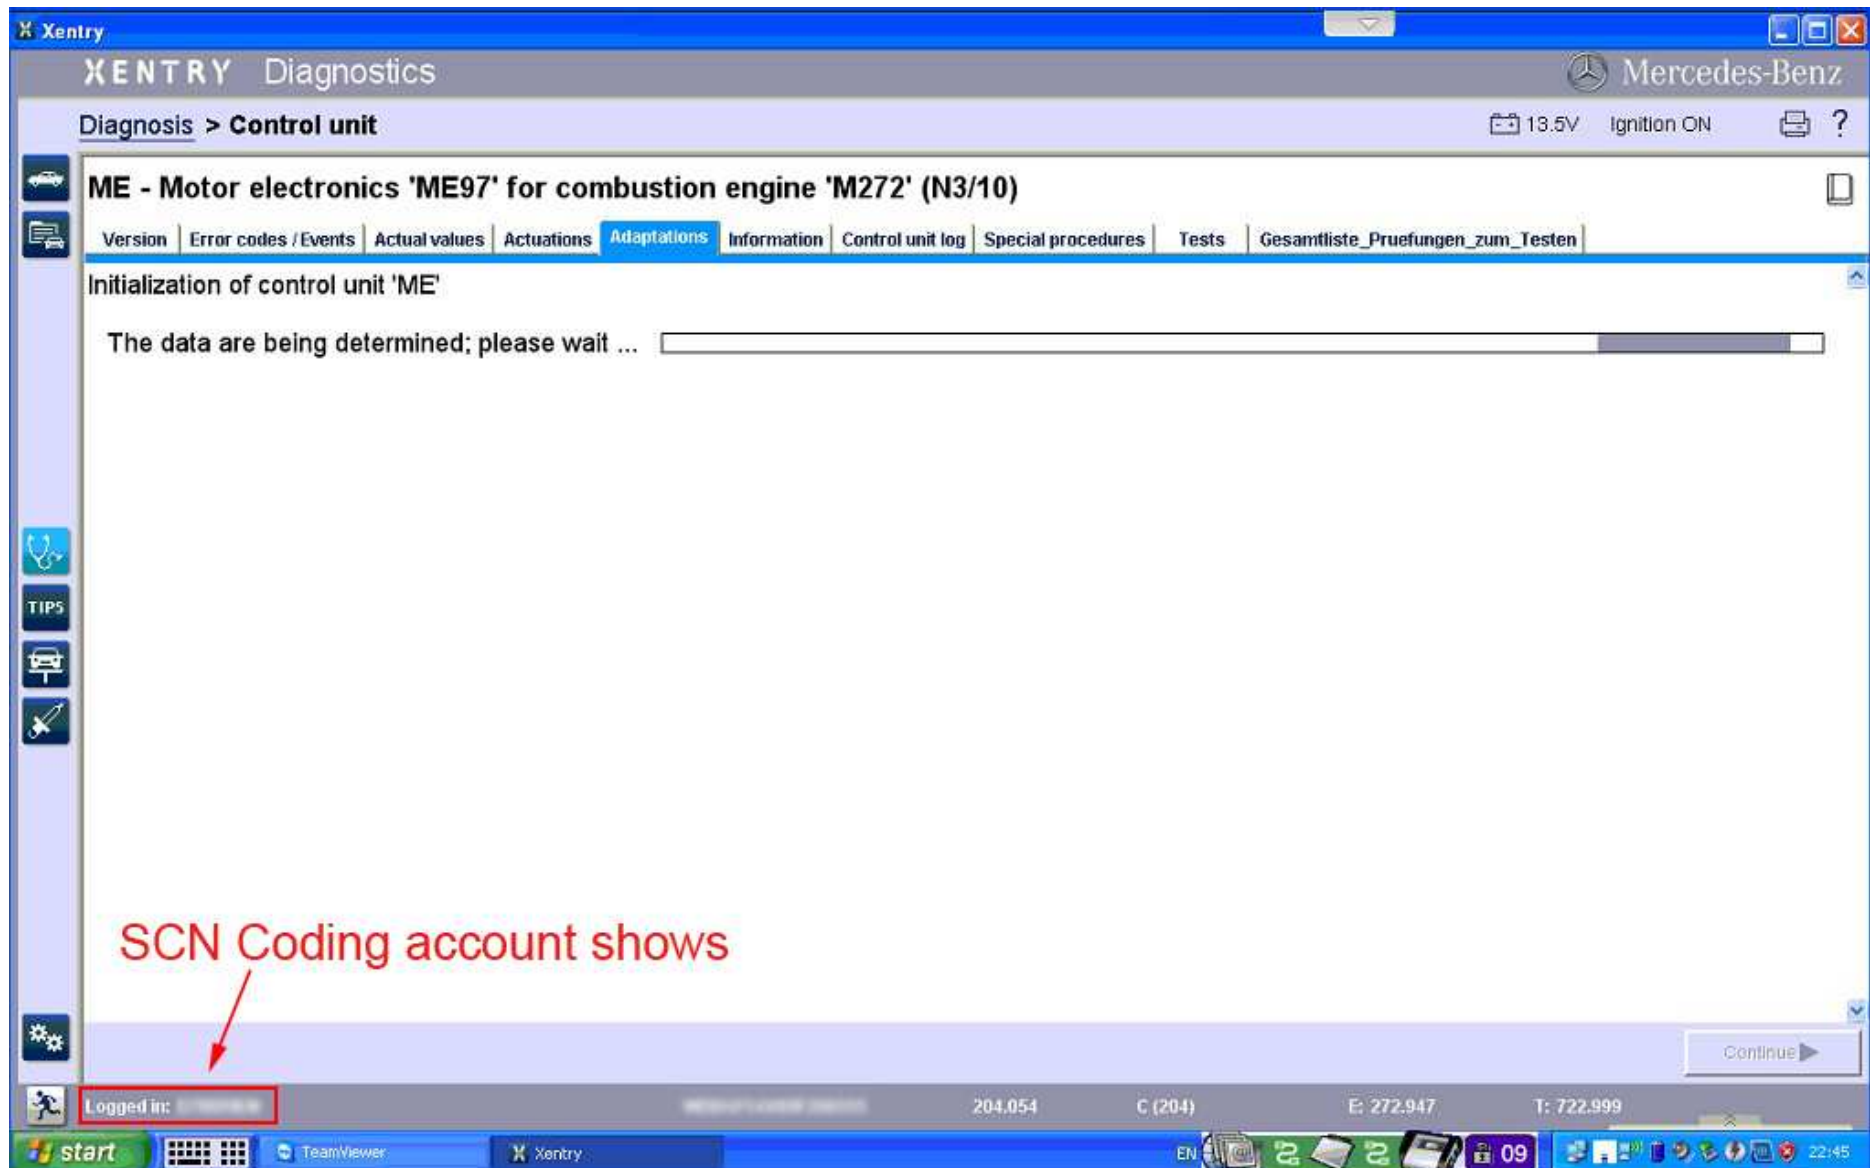 Xentry
XENTRY Diagnostics
Mercedes-Benz
Diagnosis > Control unit
13.5V Ignition ON ?
ME - Motor electronics 'ME97' for combustion engine 'M272' (N3/10)
Version Error codes / Events Actual values Actuations Adaptations Information Control unit log Special procedures Tests Gesamtliste_Pruefungen_zum_Testen
Initialization of control unit 'ME'
The data are being determined; please wait ...
TIPS
SCN Coding account shows
Continue
Logged in: 204.054 C (204) E: 272.947 T: 722.999
start TeamViewer Xentry EN 09 22:45